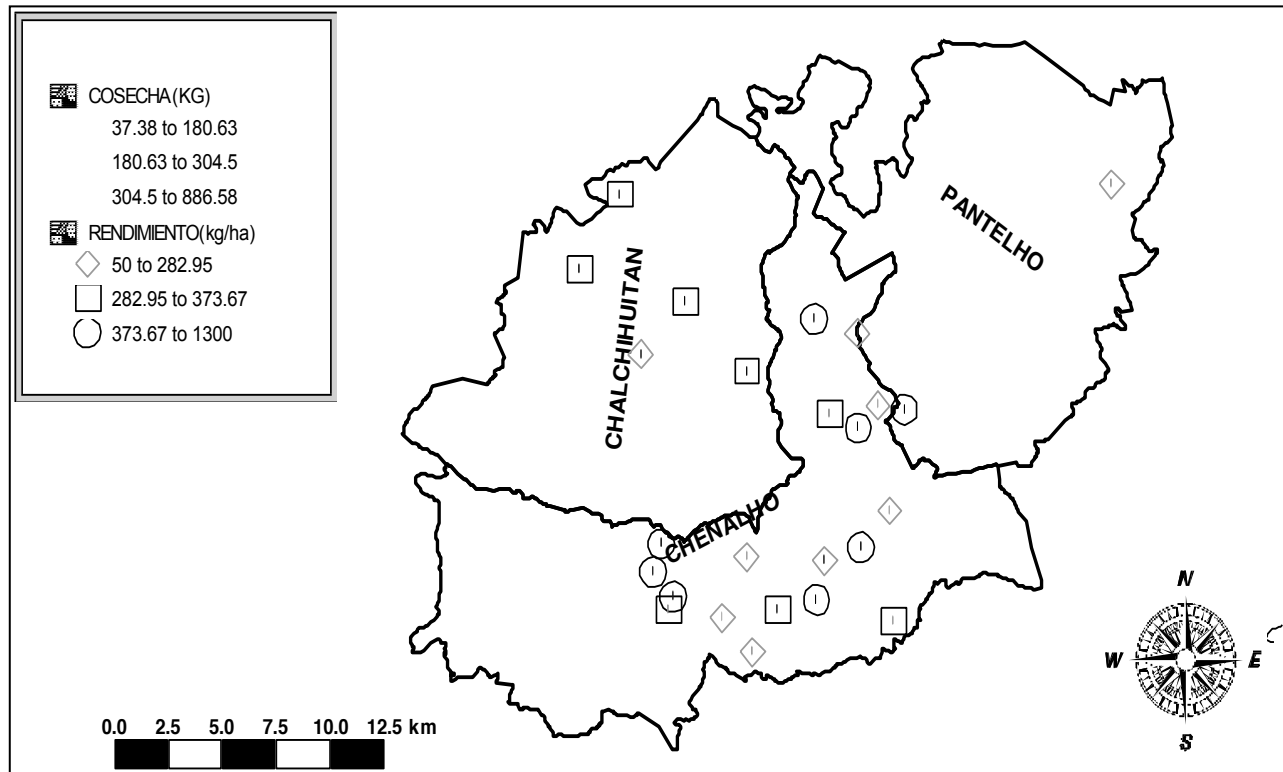 COSECHA(KG)
37.38 to 180.63
180.63 to 304.5
304.5 to 886.58
RENDIMIENTO(kg/ha)
50 to 282.95
282.95 to 373.67
373.67 to 1300
PANTELHO
CHALCHIHUITAN
CHENALHO
N
W
E
S
0.0 2.5 5.0 7.5 10.0 12.5 km